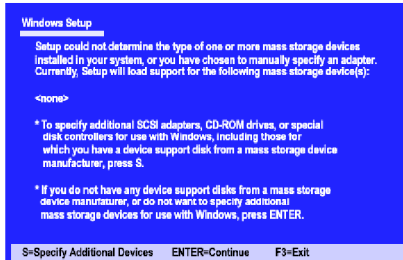 Windows Setup
Setup could not determine the type of one or more mass storage devices
installed in your system, or you have chosen to manually specify an adapter.
Currently, Setup will load support for the following mass storage device(s):
<none>
* To specify additional SCSI adapters, CD-ROM drives, or special
disk controllers for use with Windows, including those for
which you have a device support disk from a mass storage device
manufacturer, press S.
* If you do not have any device support disks from a mass storage
device manufaturer, or do not want to specify additional
mass storage devices for use with Windows, press ENTER.
S=Specify Additional Devices ENTER=Continue F3=Exit